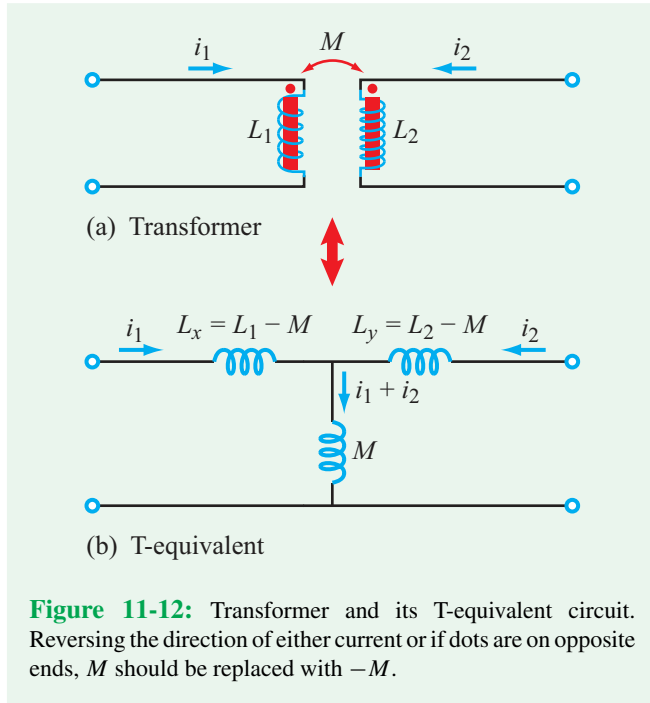 i₁ M i₂
L₁ L₂
(a) Transformer
i₁ Lₓ = L₁ − M L_y = L₂ − M i₂
i₁ + i₂
M
(b) T-equivalent
Figure 11-12: Transformer and its T-equivalent circuit.
Reversing the direction of either current or if dots are on opposite
ends, M should be replaced with −M.